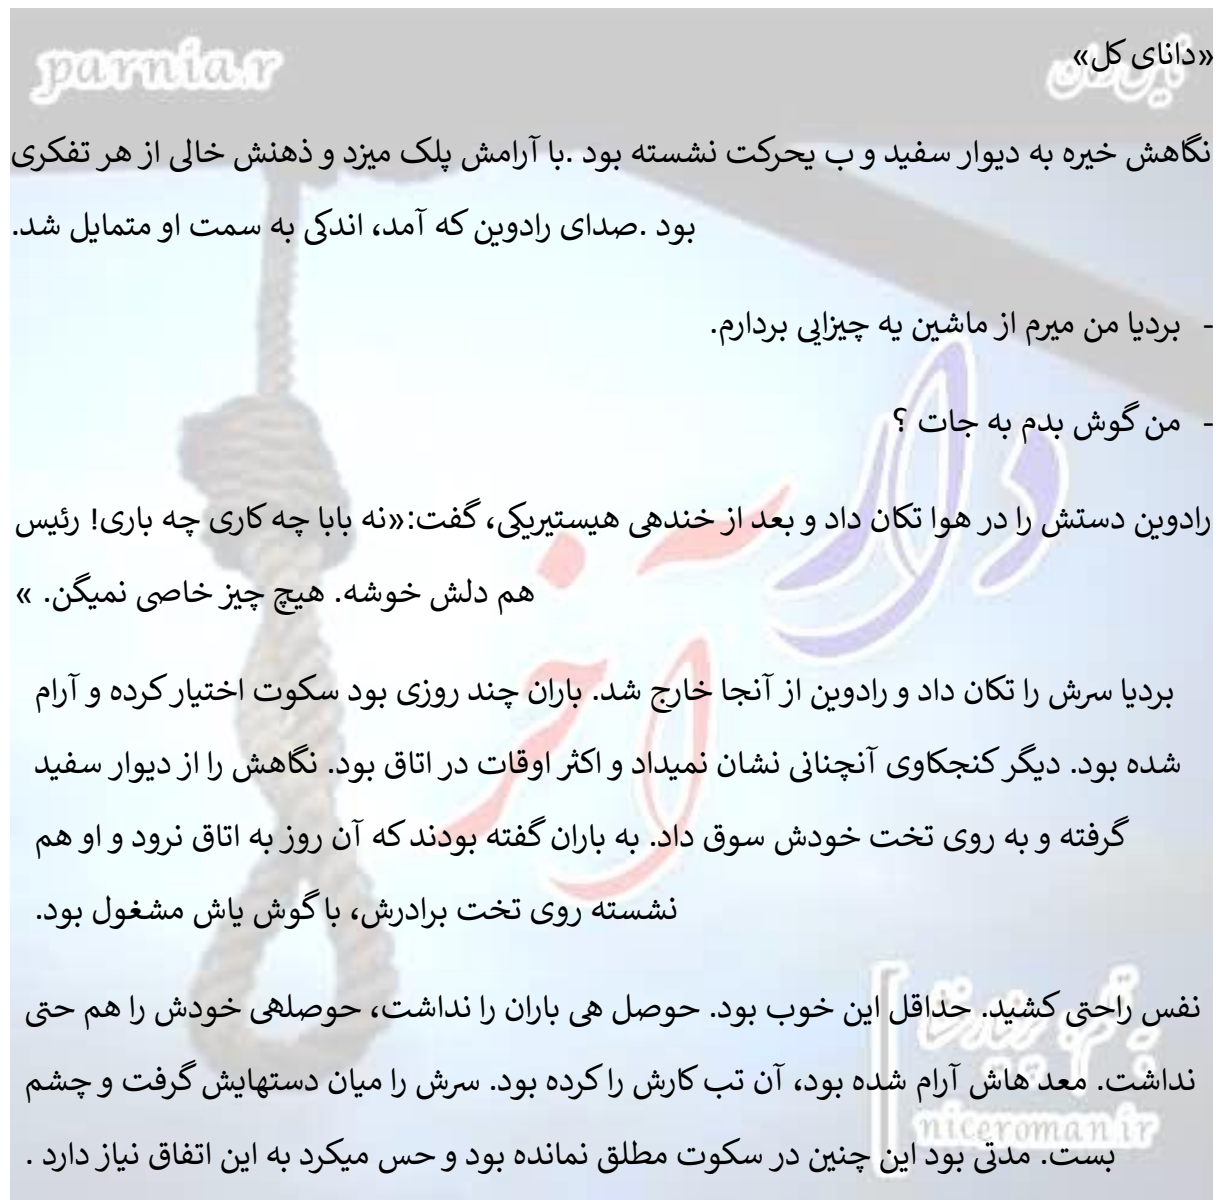 parnia.r
«دانای کل»
نگاهش خیره به دیوار سفید و ب یحرکت نشسته بود .با آرامش پلک میزد و ذهنش خالی از هر تفکری
بود .صدای رادوین که آمد، اندکی به سمت او متمایل شد.
- بردیا من میرم از ماشین یه چیزایی بردارم.
- من گوش بدم به جات ؟
رادوین دستش را در هوا تکان داد و بعد از خندهی هیستیریکی، گفت:«نه بابا چه کاری چه باری! رئیس
هم دلش خوشه. هیچ چیز خاصی نمیگن. »
بردیا سرش را تکان داد و رادوین از آنجا خارج شد. باران چند روزی بود سکوت اختیار کرده و آرام
شده بود. دیگر کنجکاوی آنچنانی نشان نمیداد و اکثر اوقات در اتاق بود. نگاهش را از دیوار سفید
گرفته و به روی تخت خودش سوق داد. به باران گفته بودند که آن روز به اتاق نرود و او هم
نشسته روی تخت برادرش، با گوش یاش مشغول بود.
نفس راحتی کشید. حداقل این خوب بود. حوصل هی باران را نداشت، حوصلهی خودش را هم حتی
نداشت. معد هاش آرام شده بود، آن تب کارش را کرده بود. سرش را میان دستهایش گرفت و چشم
بست. مدتی بود این چنین در سکوت مطلق نمانده بود و حس میکرد به این اتفاق نیاز دارد .
دار
آخر
niceroman.ir